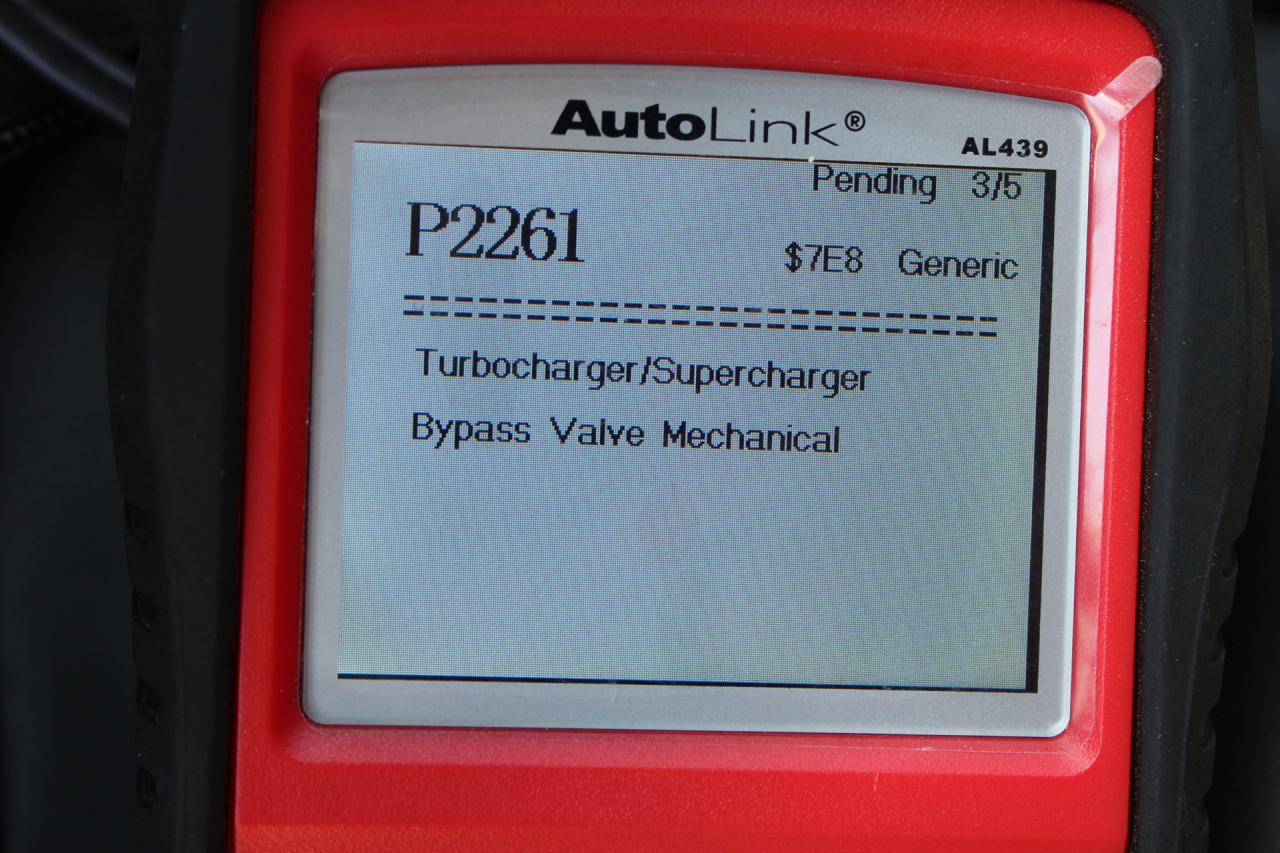 AutoLink®
AL439
Pending 3/5
P2261
$7E8 Generic
========================
Turbocharger/Supercharger
Bypass Valve Mechanical